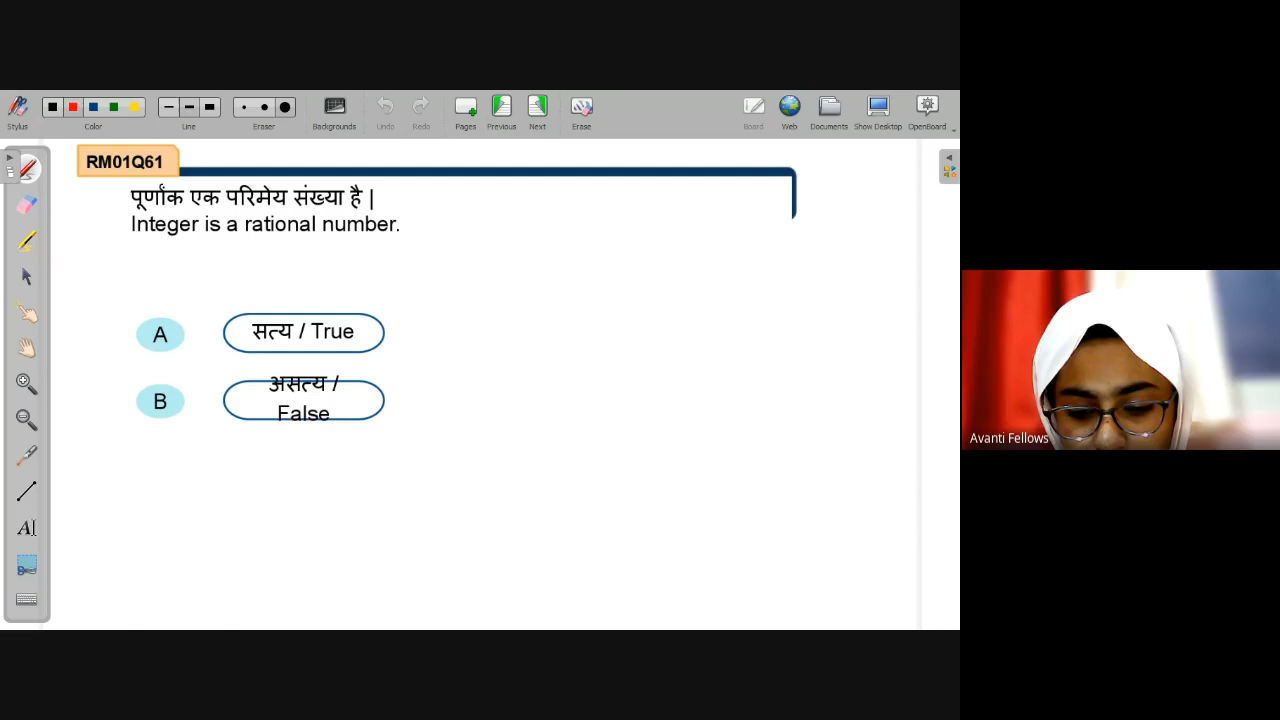 Stylus
Color
Line
Eraser
Backgrounds
Undo
Redo
Pages
Previous
Next
Erase
Board
Web
Documents
Show Desktop
OpenBoard
RM01Q61
पूर्णांक एक परिमेय संख्या है |
Integer is a rational number.
A
सत्य / True
B
असत्य /
False
A
Avanti Fellows